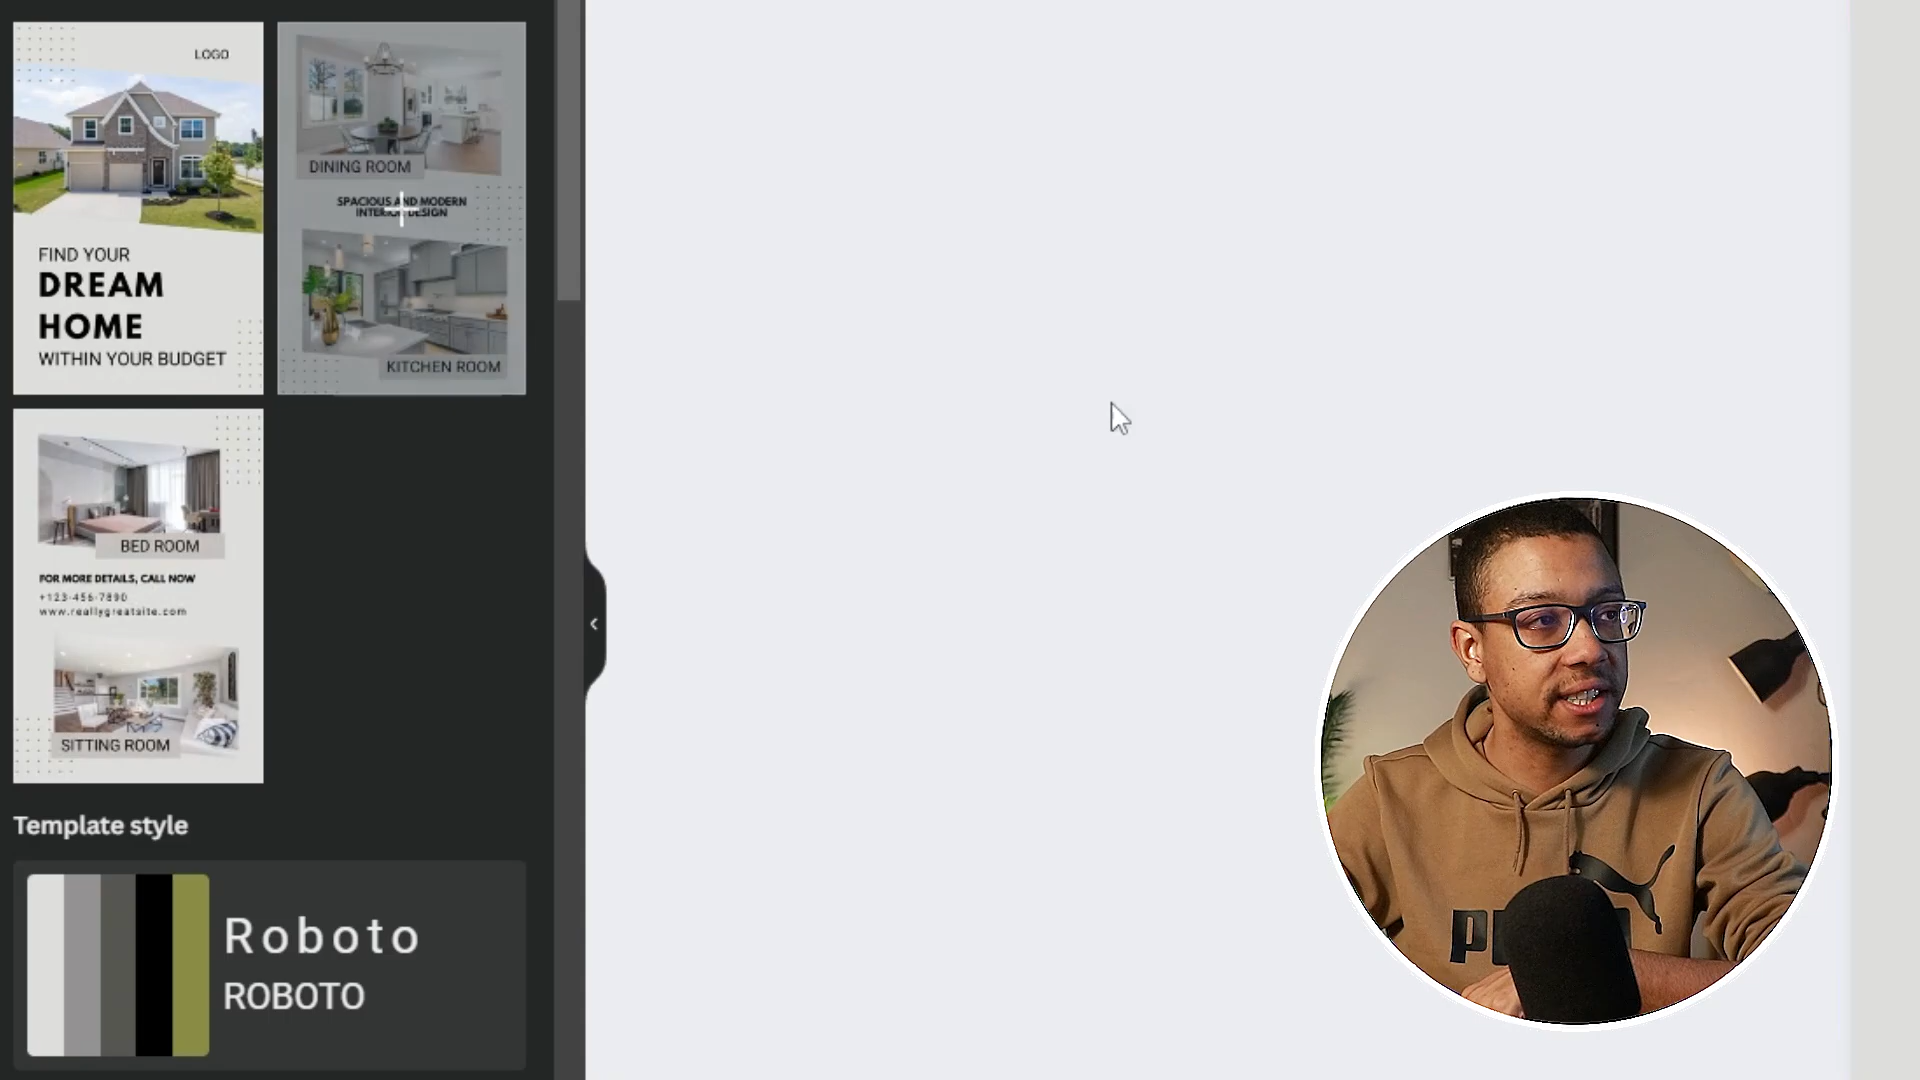 LOGO
FIND YOUR
DREAM
HOME
WITHIN YOUR BUDGET
DINING ROOM
SPACIOUS AND MODERN
INTERIOR DESIGN
KITCHEN ROOM
BED ROOM
FOR MORE DETAILS, CALL NOW
+123-456-7890
www.reallygreatsite.com
SITTING ROOM
Template style
Roboto
ROBOTO